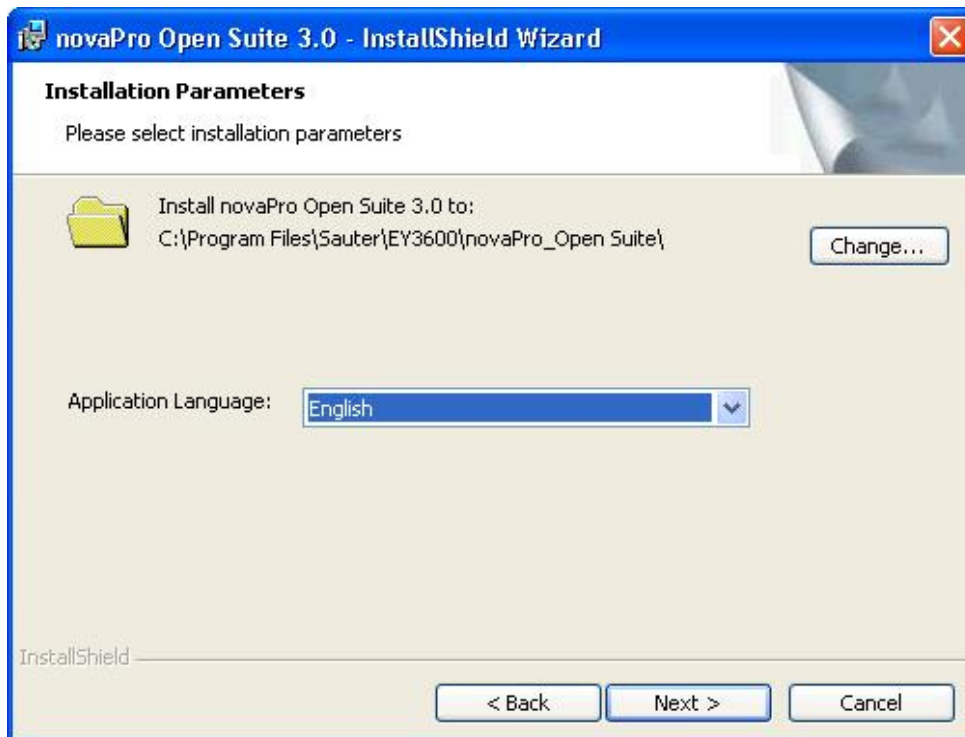 novaPro Open Suite 3.0 - InstallShield Wizard
Installation Parameters
Please select installation parameters
Install novaPro Open Suite 3.0 to:
C:\Program Files\Sauter\EY3600\novaPro_Open Suite\
Change...
Application Language:
English
InstallShield
< Back
Next >
Cancel